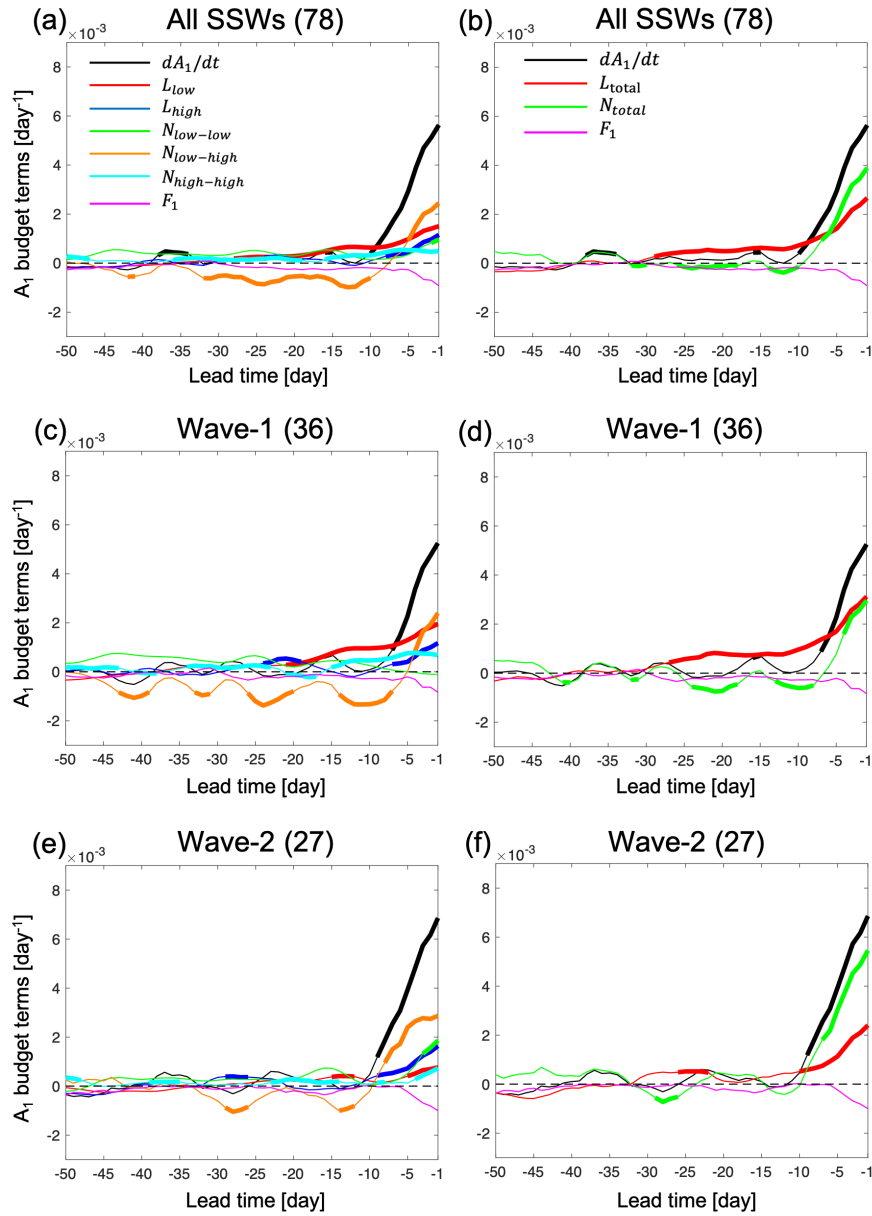 (a) All SSWs (78)
×10⁻³
8
6
4
2
0
-2
A₁ budget terms [day⁻¹]
dA₁/dt
L_low
L_high
N_low−low
N_low−high
N_high−high
F₁
-50 -45 -40 -35 -30 -25 -20 -15 -10 -5 -1
Lead time [day]
(b) All SSWs (78)
×10⁻³
8
6
4
2
0
-2
dA₁/dt
L_total
N_total
F₁
-50 -45 -40 -35 -30 -25 -20 -15 -10 -5 -1
Lead time [day]
(c) Wave-1 (36)
×10⁻³
8
6
4
2
0
-2
A₁ budget terms [day⁻¹]
-50 -45 -40 -35 -30 -25 -20 -15 -10 -5 -1
Lead time [day]
(d) Wave-1 (36)
×10⁻³
8
6
4
2
0
-2
-50 -45 -40 -35 -30 -25 -20 -15 -10 -5 -1
Lead time [day]
(e) Wave-2 (27)
×10⁻³
8
6
4
2
0
-2
A₁ budget terms [day⁻¹]
-50 -45 -40 -35 -30 -25 -20 -15 -10 -5 -1
Lead time [day]
(f) Wave-2 (27)
×10⁻³
8
6
4
2
0
-2
-50 -45 -40 -35 -30 -25 -20 -15 -10 -5 -1
Lead time [day]